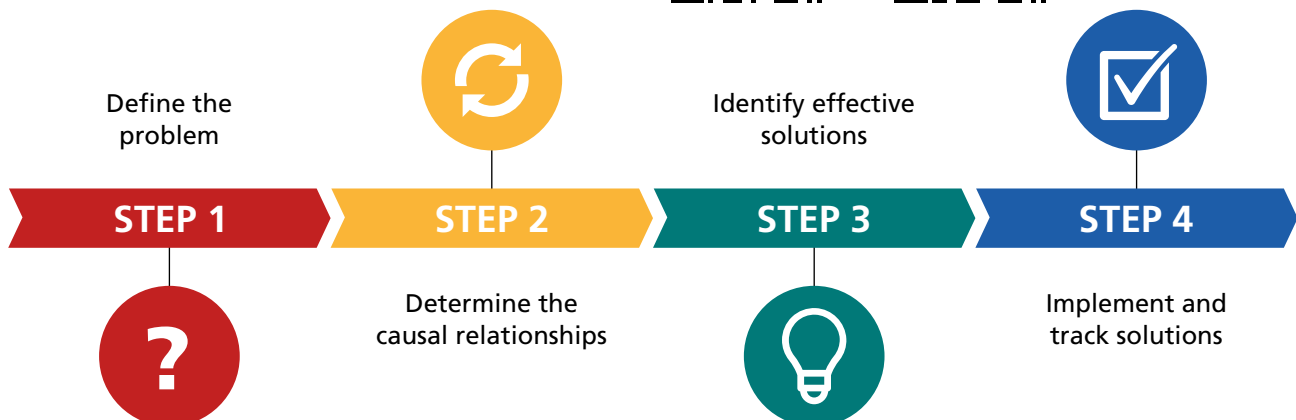 Define the
problem
Identify effective
solutions
STEP 1
STEP 2
STEP 3
STEP 4
?
Determine the
causal relationships
Implement and
track solutions